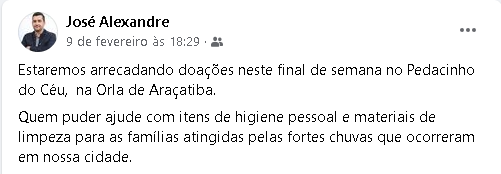 José Alexandre
9 de fevereiro às 18:29 ·
Estaremos arrecadando doações neste final de semana no Pedacinho
do Céu, na Orla de Araçatiba.
Quem puder ajude com itens de higiene pessoal e materiais de
limpeza para as famílias atingidas pelas fortes chuvas que ocorreram
em nossa cidade.